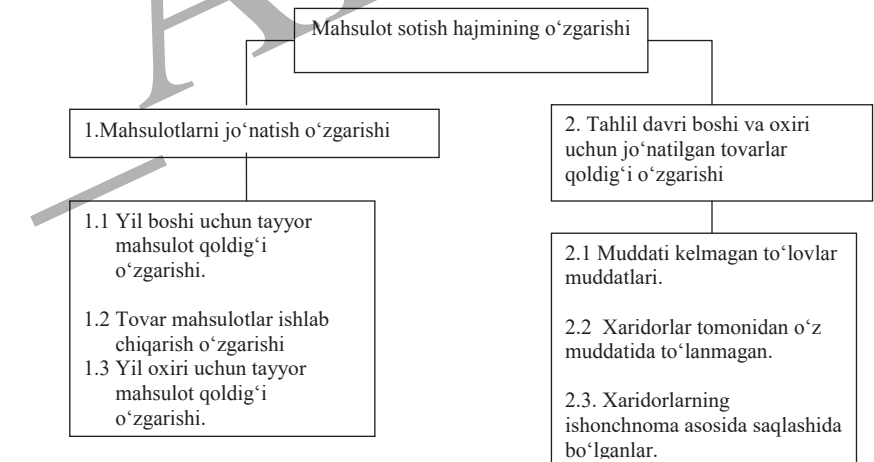 Mahsulot sotish hajmining o‘zgarishi
1.Mahsulotlarni jo‘natish o‘zgarishi
1.1 Yil boshi uchun tayyor
mahsulot qoldig‘i
o‘zgarishi.
1.2 Tovar mahsulotlar ishlab
chiqarish o‘zgarishi
1.3 Yil oxiri uchun tayyor
mahsulot qoldig‘i
o‘zgarishi.
2. Tahlil davri boshi va oxiri
uchun jo‘natilgan tovarlar
qoldig‘i o‘zgarishi
2.1 Muddati kelmagan to‘lovlar
muddatlari.
2.2 Xaridorlar tomonidan o‘z
muddatida to‘lanmagan.
2.3. Xaridorlarning
ishonchnoma asosida saqlashida
bo‘lganlar.